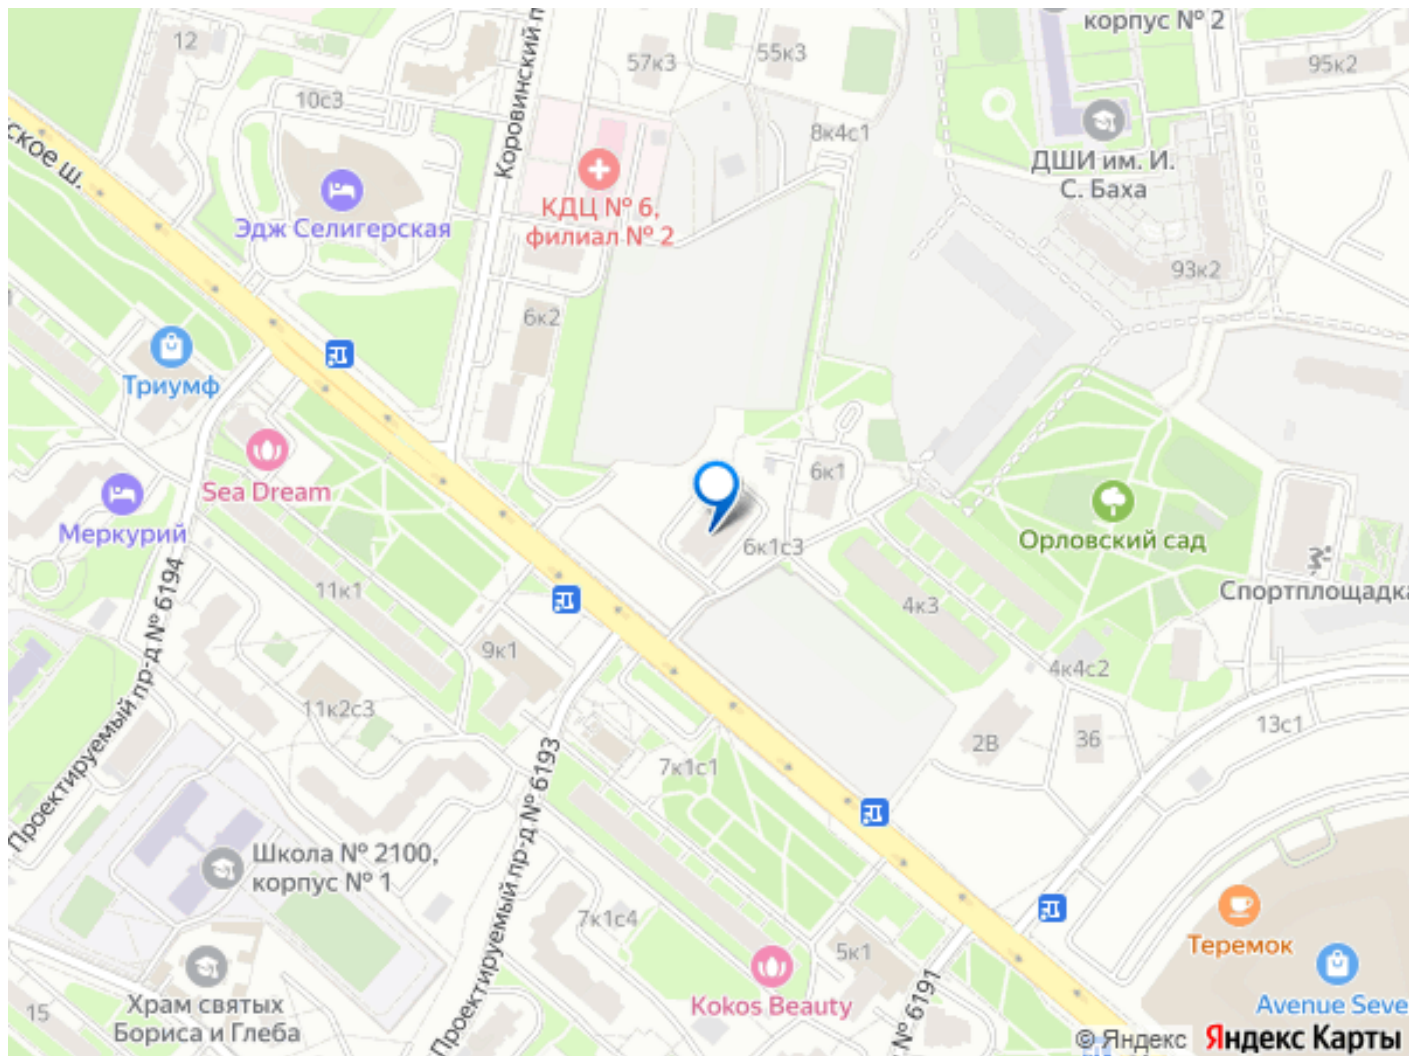 корпус № 2
12
57к3
55к3
95к2
10с3
Коровинский п
8к4с1
ское ш.
ДШИ им. И.
С. Баха
КДЦ № 6,
филиал № 2
Эдж Селигерская
93к2
6к2
Триумф
6к1
Sea Dream
Меркурий
6к1с3
Орловский сад
Спортплощадка
11к1
4к3
9к1
4к4с2
Проектируемый пр-д № 6194
11к2с3
13с1
2В
36
7к1с1
Проектируемый пр-д № 6193
Школа № 2100,
корпус № 1
7к1с4
5к1
Теремок
№ 6191
Kokos Beauty
Avenue Seve
Храм святых
Бориса и Глеба
15
© Яндекс Яндекс Карты